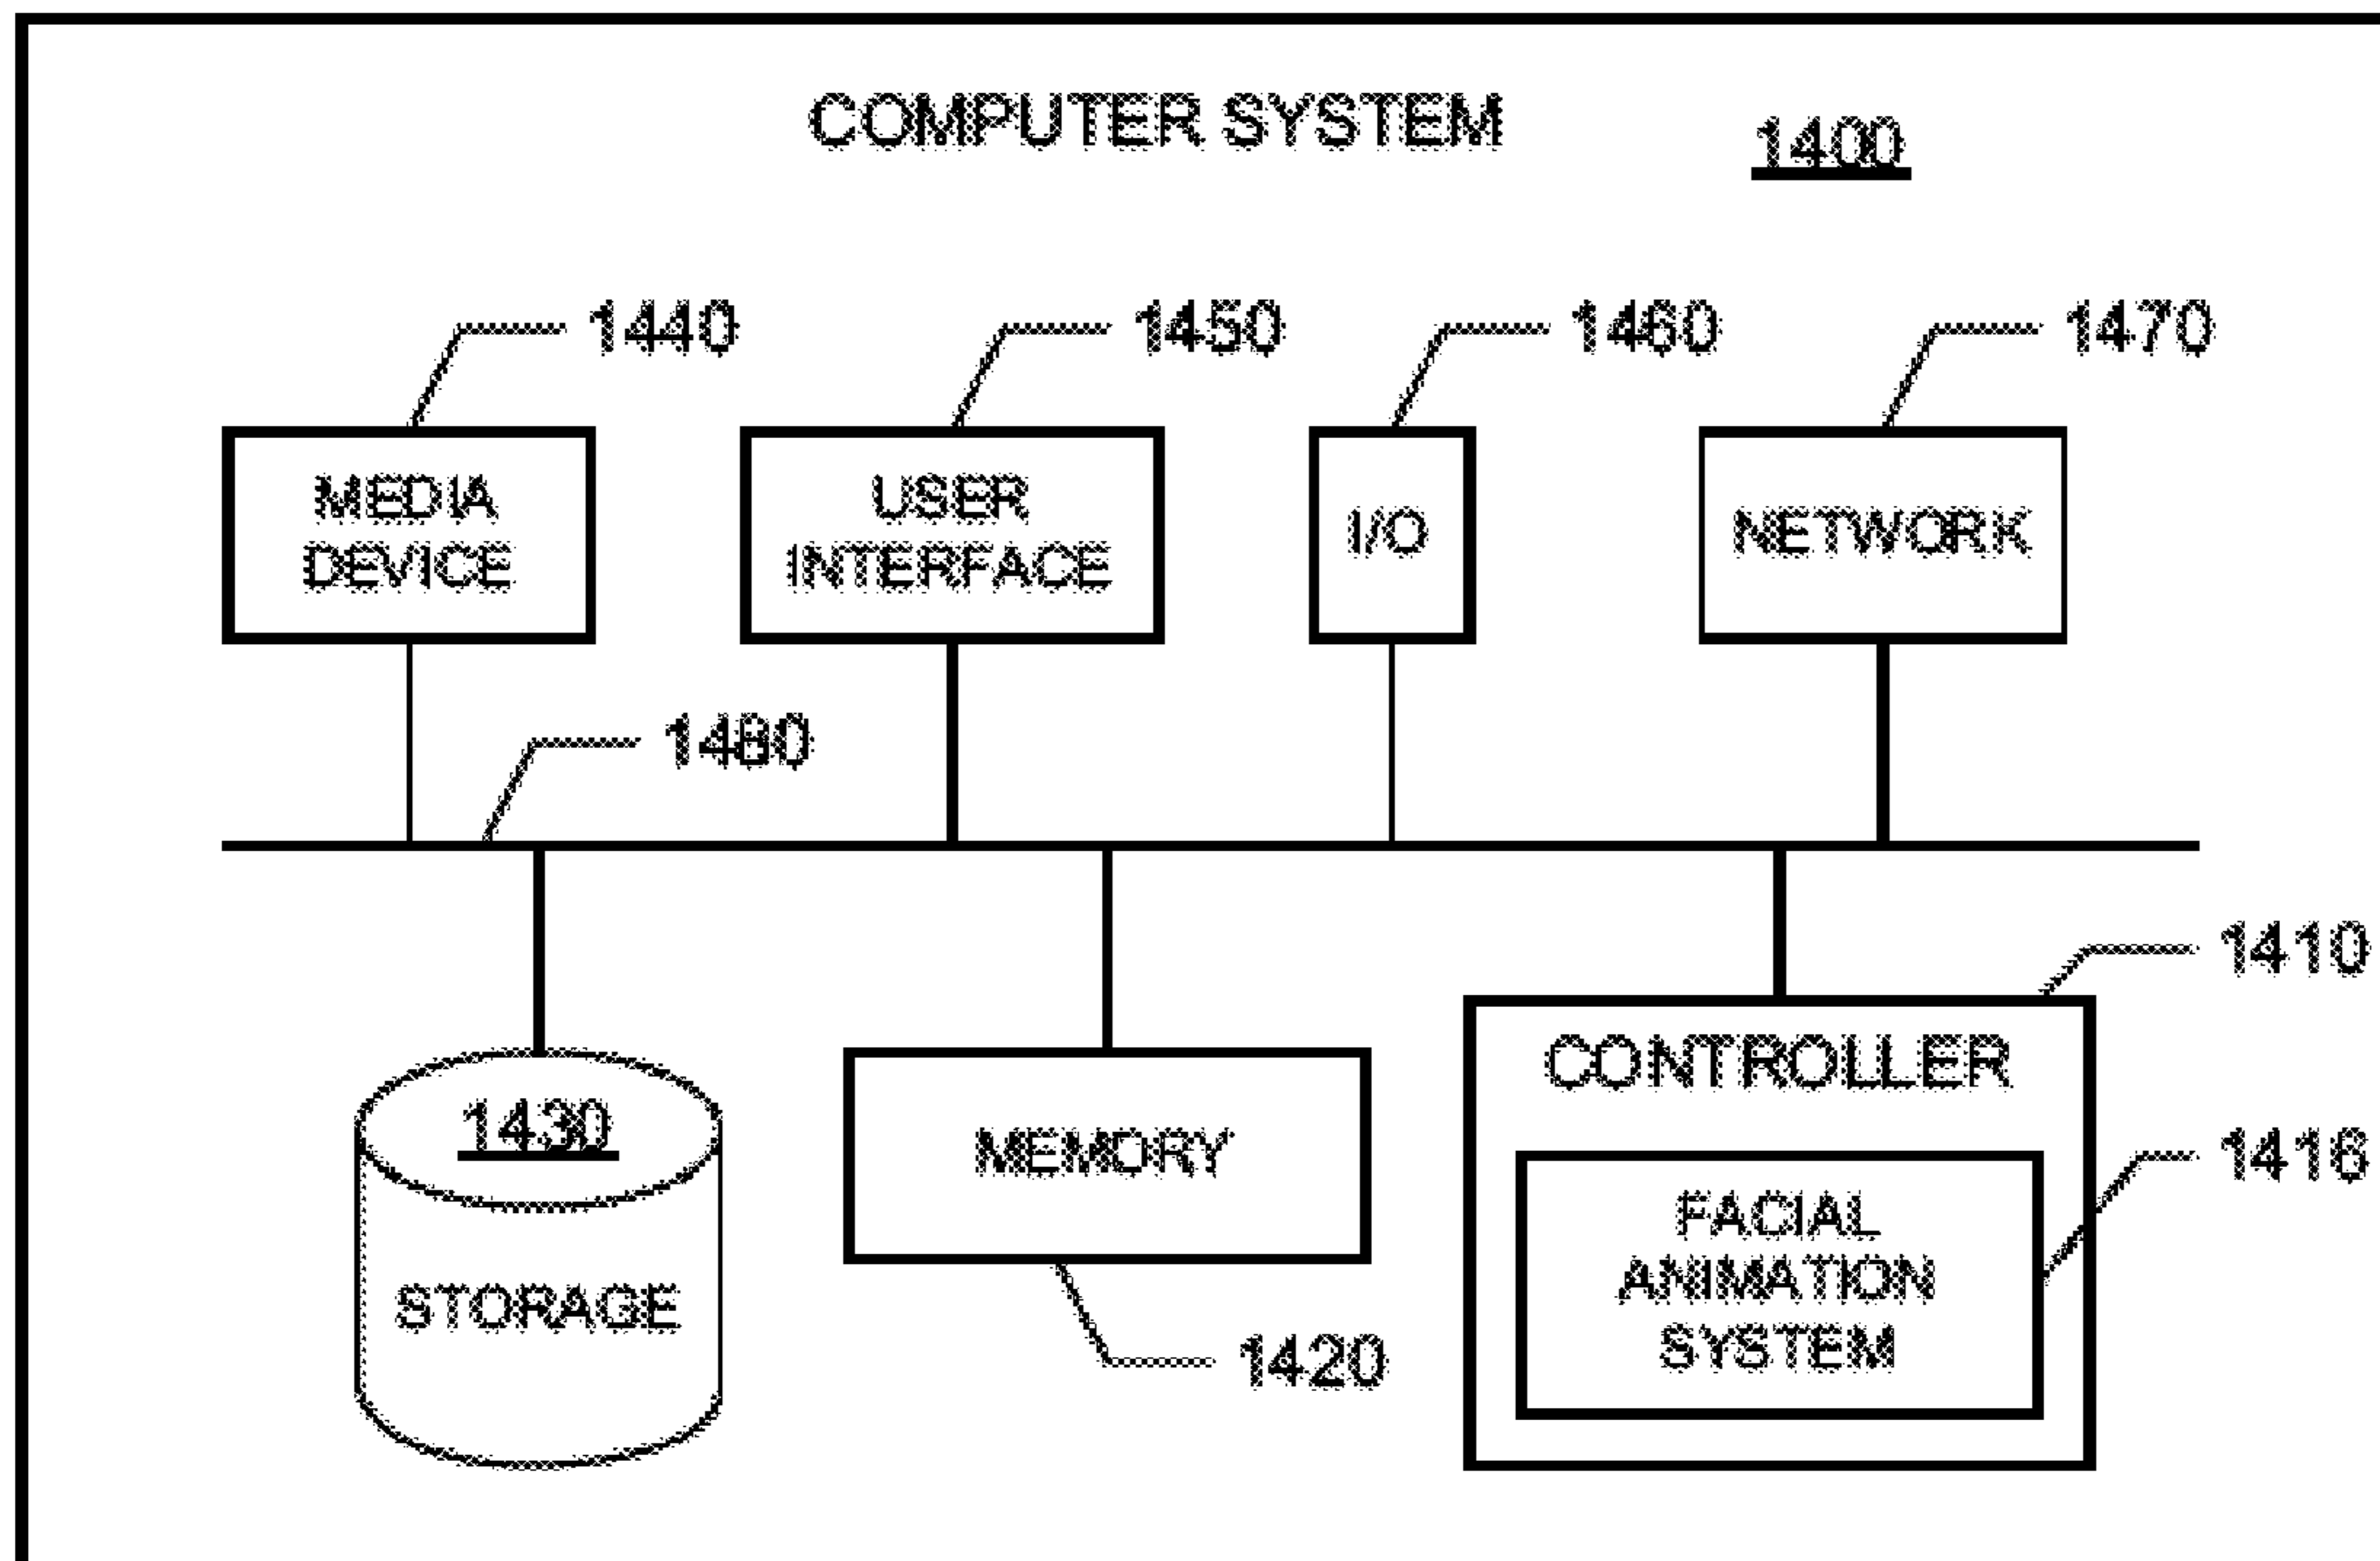 COMPUTER SYSTEM
1400
1440
1450
1460
1470
MEDIA
DEVICE
USER
INTERFACE
I/O
NETWORK
1480
1410
CONTROLLER
1430
STORAGE
MEMORY
1416
FACIAL
ANIMATION
SYSTEM
1420